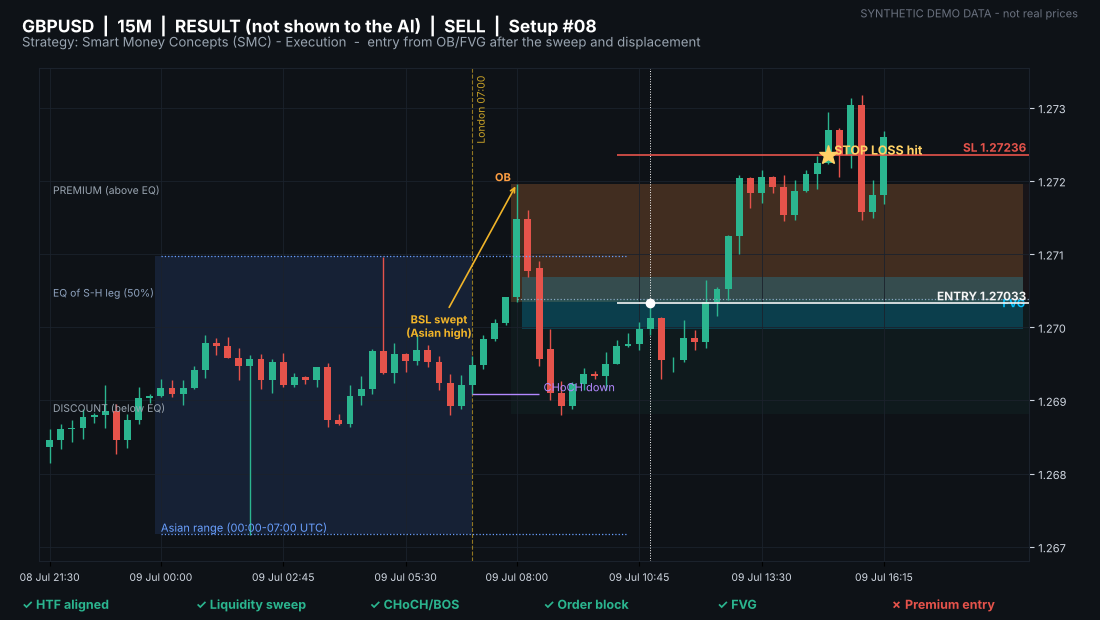 SYNTHETIC DEMO DATA - not real prices
GBPUSD | 15M | RESULT (not shown to the AI) | SELL | Setup #08
Strategy: Smart Money Concepts (SMC) - Execution - entry from OB/FVG after the sweep and displacement
London 07:00
1.273
STOP LOSS hit
SL 1.27236
OB
PREMIUM (above EQ)
1.272
1.271
EQ of S-H leg (50%)
ENTRY 1.27033
FVG
BSL swept
(Asian high)
1.270
CHoCH down
1.269
DISCOUNT (below EQ)
1.268
Asian range (00:00-07:00 UTC)
1.267
08 Jul 21:30
09 Jul 00:00
09 Jul 02:45
09 Jul 05:30
09 Jul 08:00
09 Jul 10:45
09 Jul 13:30
09 Jul 16:15
✓ HTF aligned
✓ Liquidity sweep
✓ CHoCH/BOS
✓ Order block
✓ FVG
× Premium entry